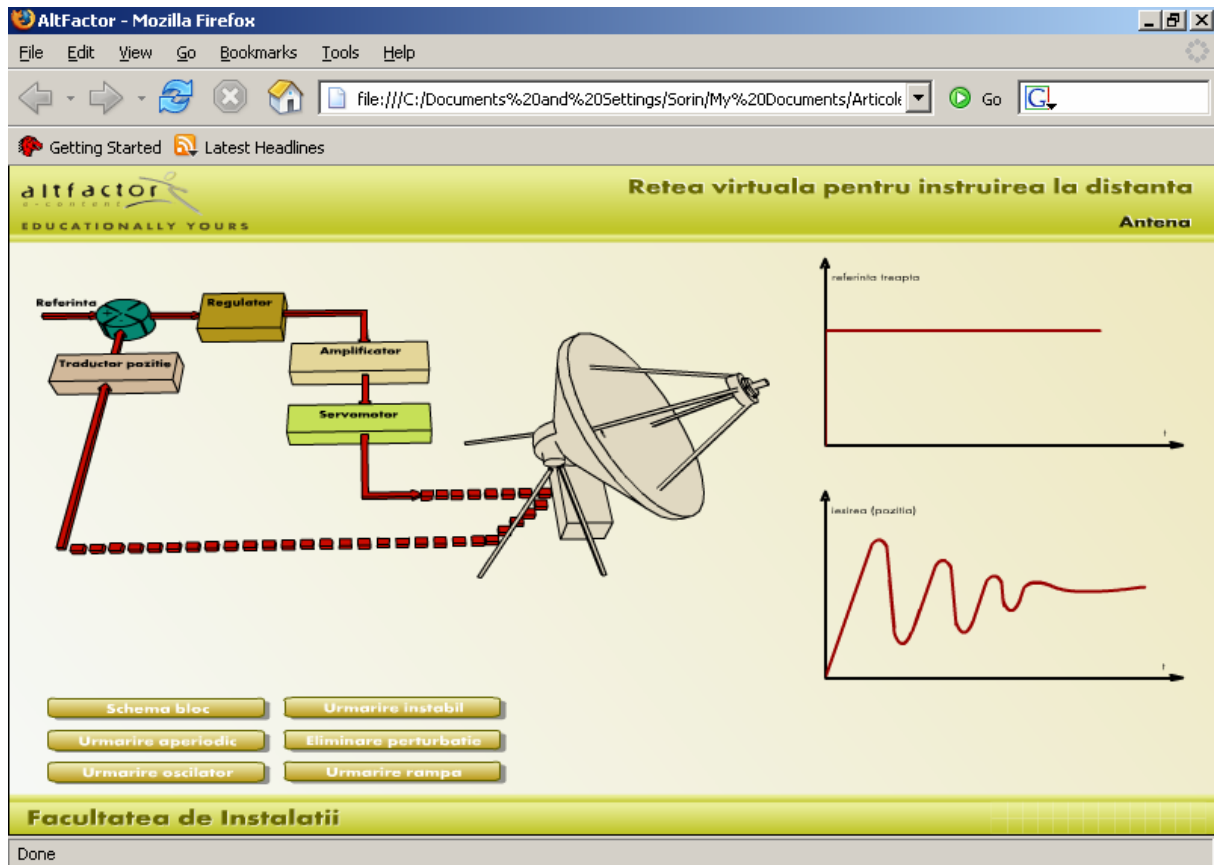 AltFactor - Mozilla Firefox
File Edit View Go Bookmarks Tools Help
file:///C:/Documents%20and%20Settings/Sorin/My%20Documents/Articole
Go
G
Getting Started Latest Headlines
altfactor
e-content
EDUCATIONALLY YOURS
Retea virtuala pentru instruirea la distanta
Antena
Referinta
+
-
Regulator
Traductor pozitie
Amplificator
Servomotor
referinta treapta
t
iesirea (pozitia)
t
Schema bloc
Urmarire instabil
Urmarire aperiodic
Eliminare perturbatie
Urmarire oscilator
Urmarire rampa
Facultatea de Instalatii
Done